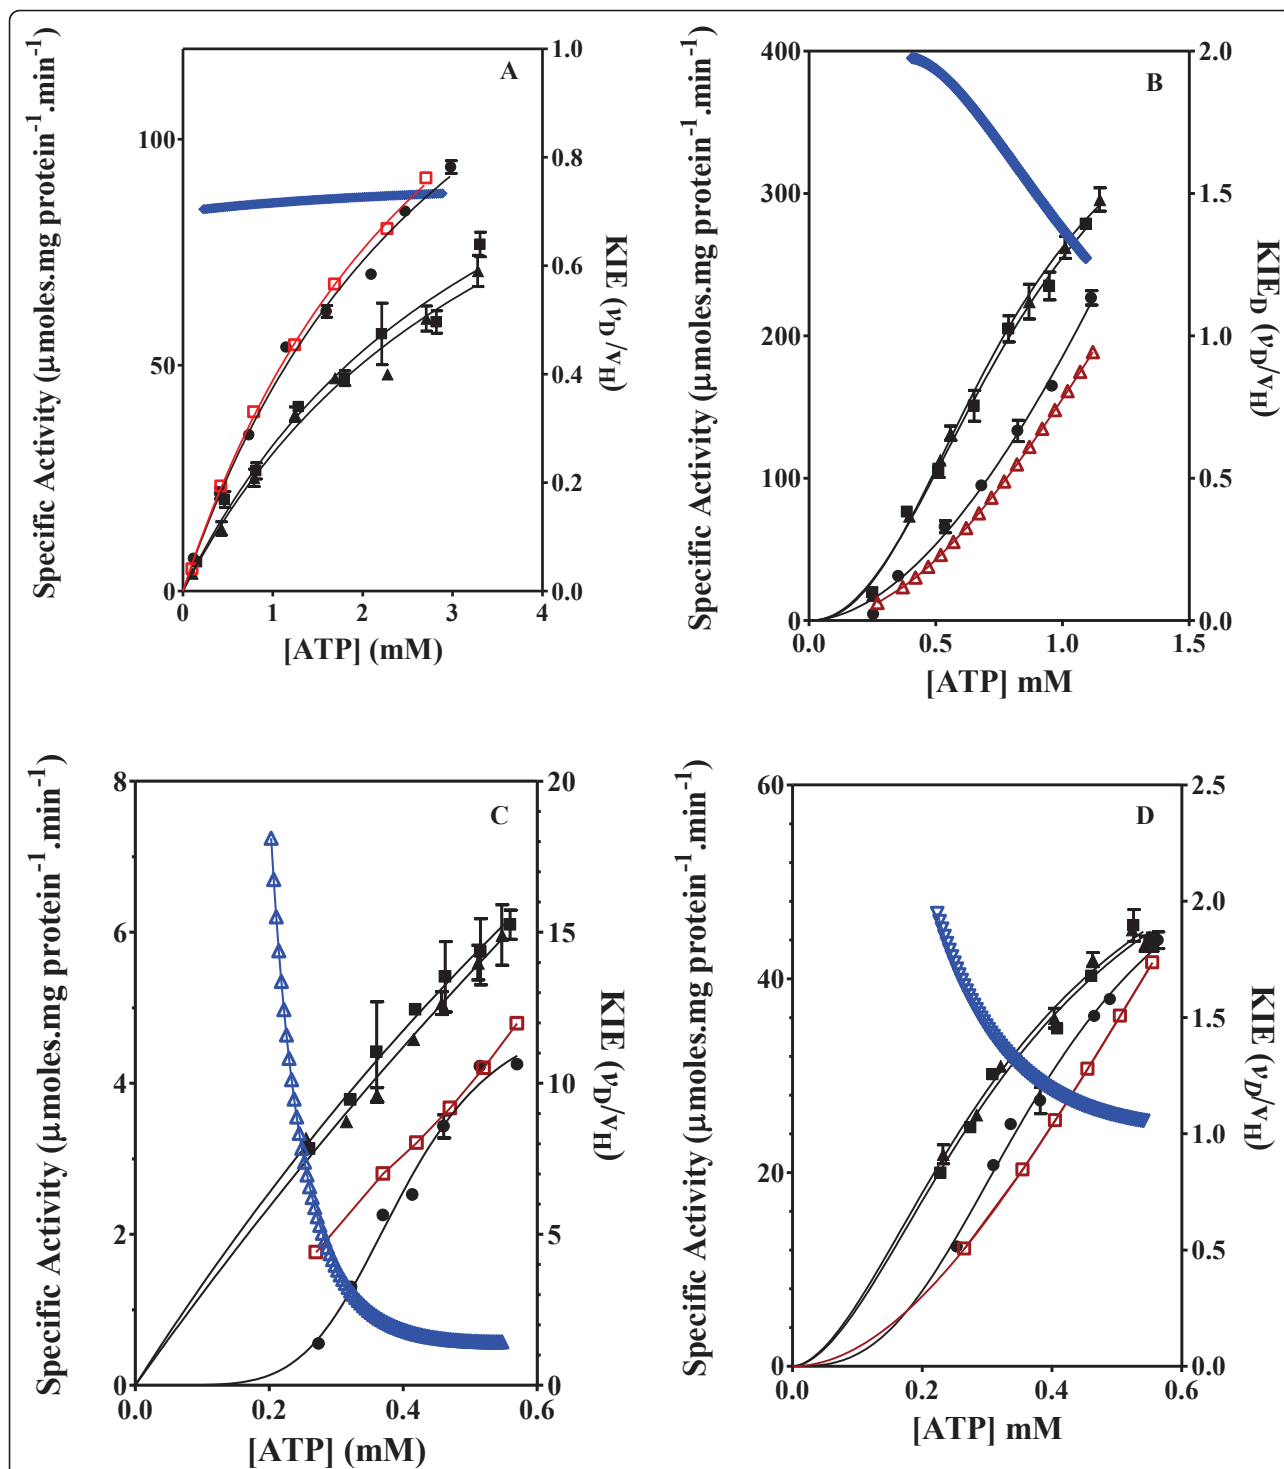 A
Specific Activity (μmoles.mg protein⁻¹.min⁻¹)
100
50
0
0 1 2 3 4
[ATP] (mM)
1.0
0.8
0.6
0.4
0.2
0.0
KIE (νD/vH)
B
Specific Activity (μmoles.mg protein⁻¹.min⁻¹)
400
300
200
100
0
0.5 1.0 1.5
[ATP] mM
2.0
1.5
1.0
0.5
0.0
KIED (νD/vH)
C
Specific Activity (μmoles.mg protein⁻¹.min⁻¹)
8
6
4
2
0
0.0 0.2 0.4 0.6
[ATP] (mM)
20
15
10
5
0
KIE (νD/vH)
D
Specific Activity (μmoles.mg protein⁻¹.min⁻¹)
60
40
20
0
0.0 0.2 0.4 0.6
[ATP] mM
2.5
2.0
1.5
1.0
0.5
0.0
KIE (νD/vH)